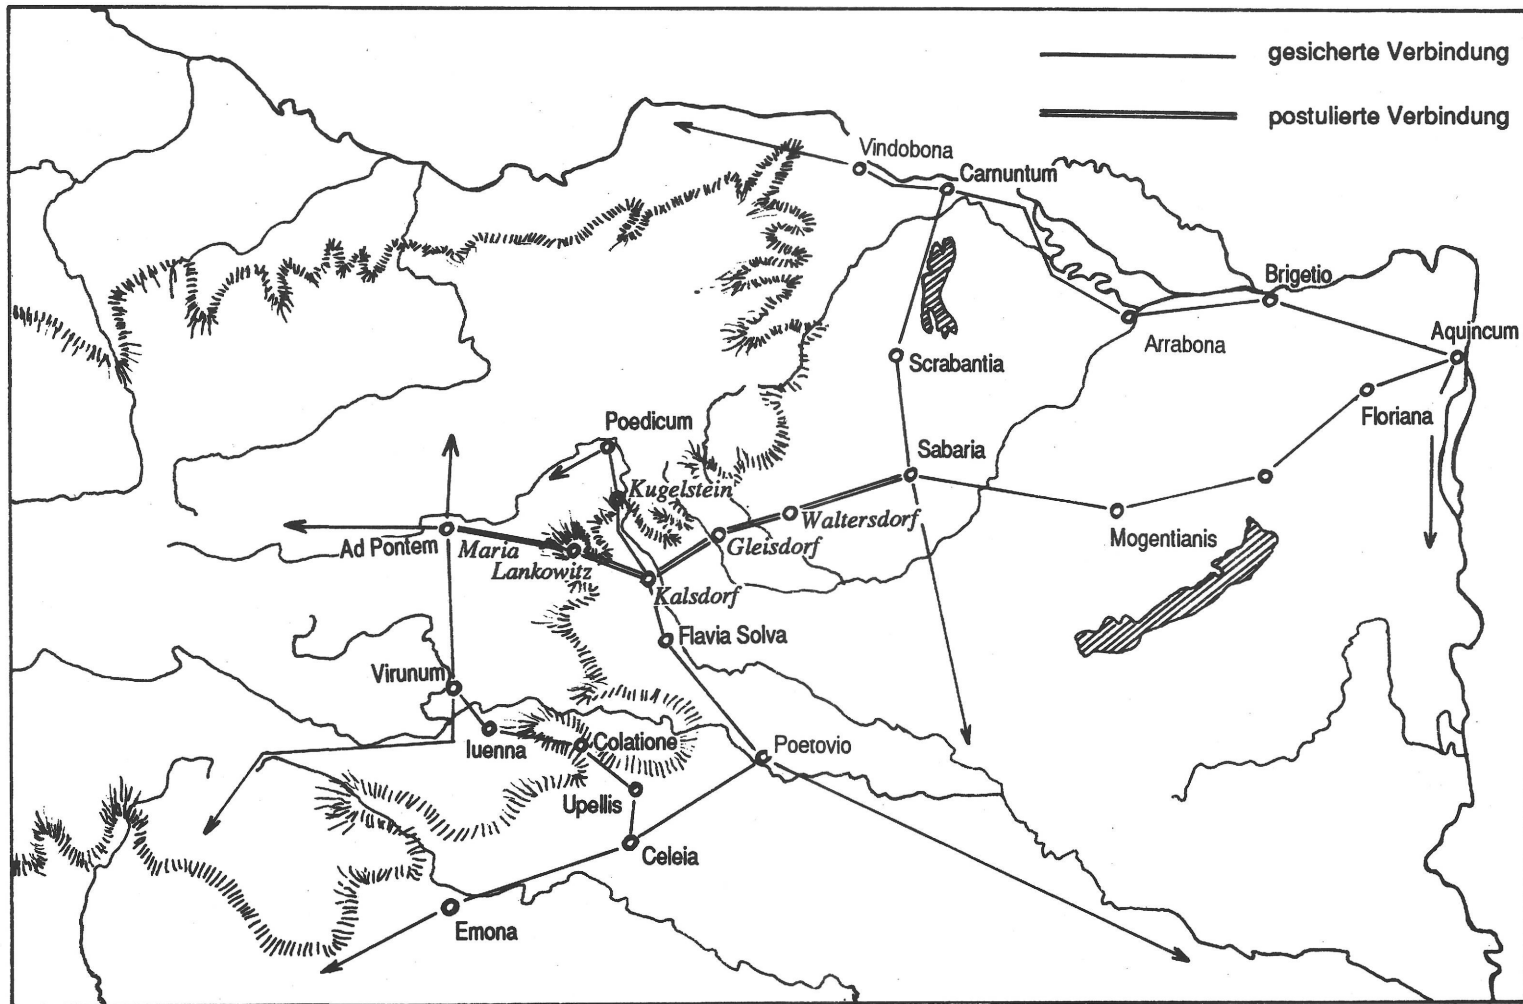 gesicherte Verbindung
postulierte Verbindung
Vindobona
Carnuntum
Brigetio
Arrabona
Aquincum
Scrabantia
Floriana
Poedicum
Sabaria
Kugelstein
Waltersdorf
Mogentianis
Ad Pontem
Maria
Lankowitz
Gleisdorf
Kalsdorf
Flavia Solva
Virunum
Iuenna
Colatione
Poetovio
Upellis
Celeia
Emona